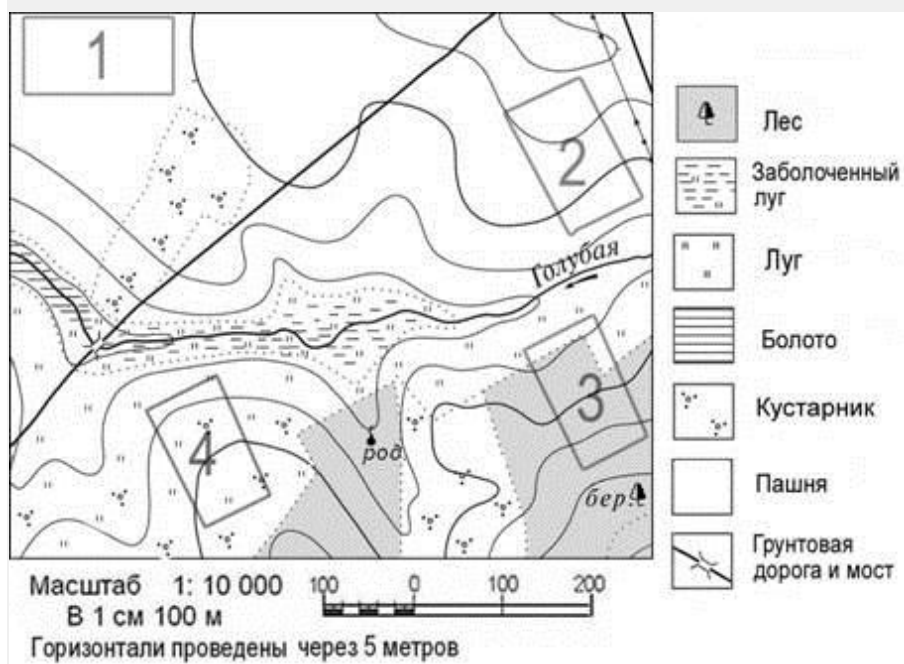 1
2
Голубая
3
4
род
бер.
Лес
Заболоченный
луг
Луг
Болото
Кустарник
Пашня
Грунтовая
дорога и мост
Масштаб 1: 10 000
В 1 см 100 м
100 0 100 200
Горизонтали проведены через 5 метров